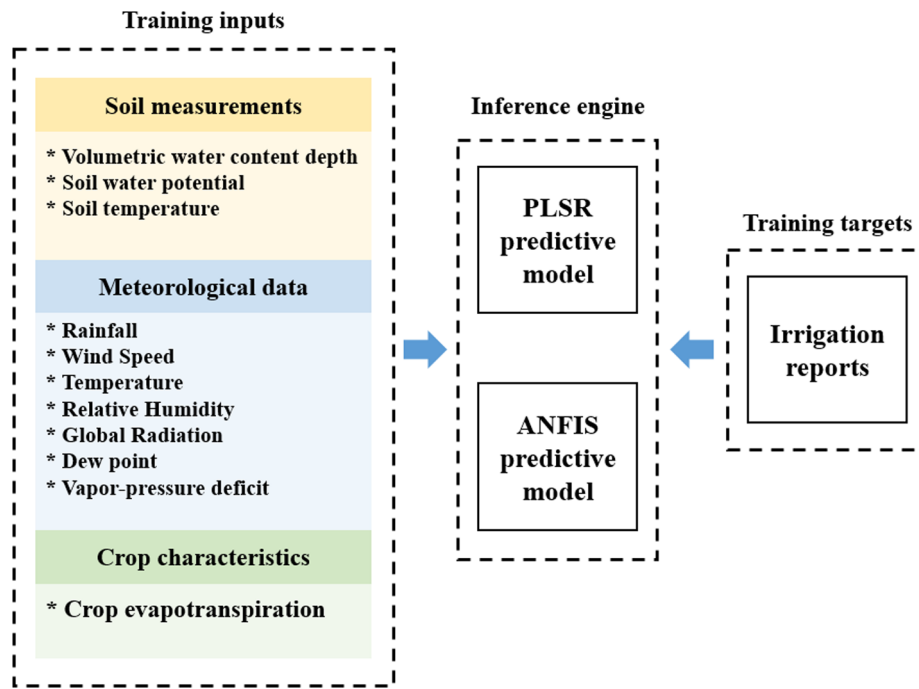 Training inputs
Soil measurements
* Volumetric water content depth
* Soil water potential
* Soil temperature
Meteorological data
* Rainfall
* Wind Speed
* Temperature
* Relative Humidity
* Global Radiation
* Dew point
* Vapor-pressure deficit
Crop characteristics
* Crop evapotranspiration
Inference engine
PLSR
predictive
model
ANFIS
predictive
model
Training targets
Irrigation
reports